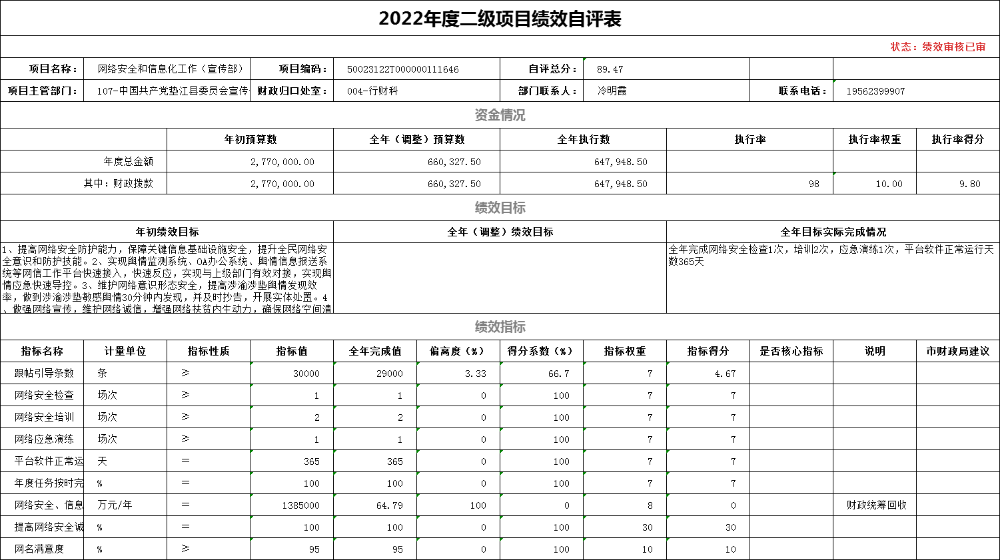 2022年度二级项目绩效自评表
状态：绩效审核已审
项目名称： 网络安全和信息化工作（宣传部） 项目编码： 50023122T000000111646 自评总分： 89.47
项目主管部门： 107-中国共产党垫江县委员会宣传 财政归口处室： 004-行财科 部门联系人： 冷明霞 联系电话： 19562399907
资金情况
年初预算数 全年（调整）预算数 全年执行数 执行率 执行率权重 执行率得分
年度总金额 2,770,000.00 660,327.50 647,948.50
其中：财政拨款 2,770,000.00 660,327.50 647,948.50 98 10.00 9.80
绩效目标
年初绩效目标 全年（调整）绩效目标 全年目标实际完成情况
1、提高网络安全防护能力，保障关键信息基础设施安全，提升全民网络安
全意识和防护技能。2、实现舆情监测系统、OA办公系统、舆情信息报送系
统等网信工作平台快速接入，快速反应，实现与上级部门有效对接，实现舆
情应急快速导控。3、维护网络意识形态安全，提高涉渝涉垫舆情发现效
率，做到涉渝涉垫敏感舆情30分钟内发现，并及时抄告，开展实体处置。4
、做强网络宣传，维护网络诚信，增强网络扶贫内生动力，确保网络空间清
全年完成网络安全检查1次，培训2次，应急演练1次，平台软件正常运行天
数365天
绩效指标
指标名称 计量单位 指标性质 指标值 全年完成值 偏离度（%） 得分系数（%） 指标权重 指标得分 是否核心指标 说明 市财政局建议
跟帖引导条数 条 ≥ 30000 29000 3.33 66.7 7 4.67
网络安全检查 场次 ≥ 1 1 0 100 7 7
网络安全培训 场次 ≥ 2 2 0 100 7 7
网络应急演练 场次 ≥ 1 1 0 100 7 7
平台软件正常运 天 ＝ 365 365 0 100 7 7
年度任务按时完 % ＝ 100 100 0 100 7 7
网络安全、信息 万元/年 ＝ 1385000 64.79 100 0 8 0 财政统筹回收
提高网络安全诚 % ＝ 100 100 0 100 30 30
网名满意度 % ≥ 95 95 0 100 10 10